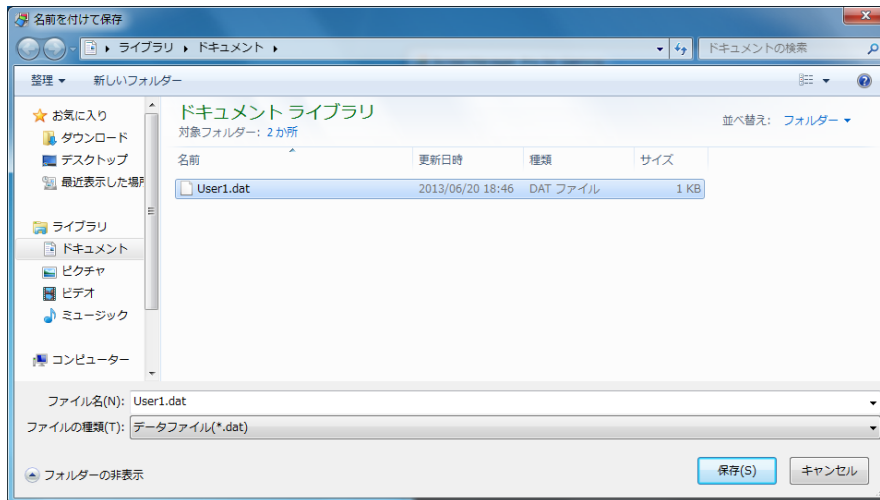 名前を付けて保存
ライブラリ ドキュメント
ドキュメントの検索
整理 新しいフォルダー
お気に入り
ダウンロード
デスクトップ
最近表示した場所
ライブラリ
ドキュメント
ピクチャ
ビデオ
ミュージック
コンピューター
ドキュメント ライブラリ
対象フォルダー: 2 か所
並べ替え: フォルダー
名前 更新日時 種類 サイズ
User1.dat 2013/06/20 18:46 DAT ファイル 1 KB
ファイル名(N): User1.dat
ファイルの種類(T): データファイル(*.dat)
フォルダーの非表示
保存(S) キャンセル